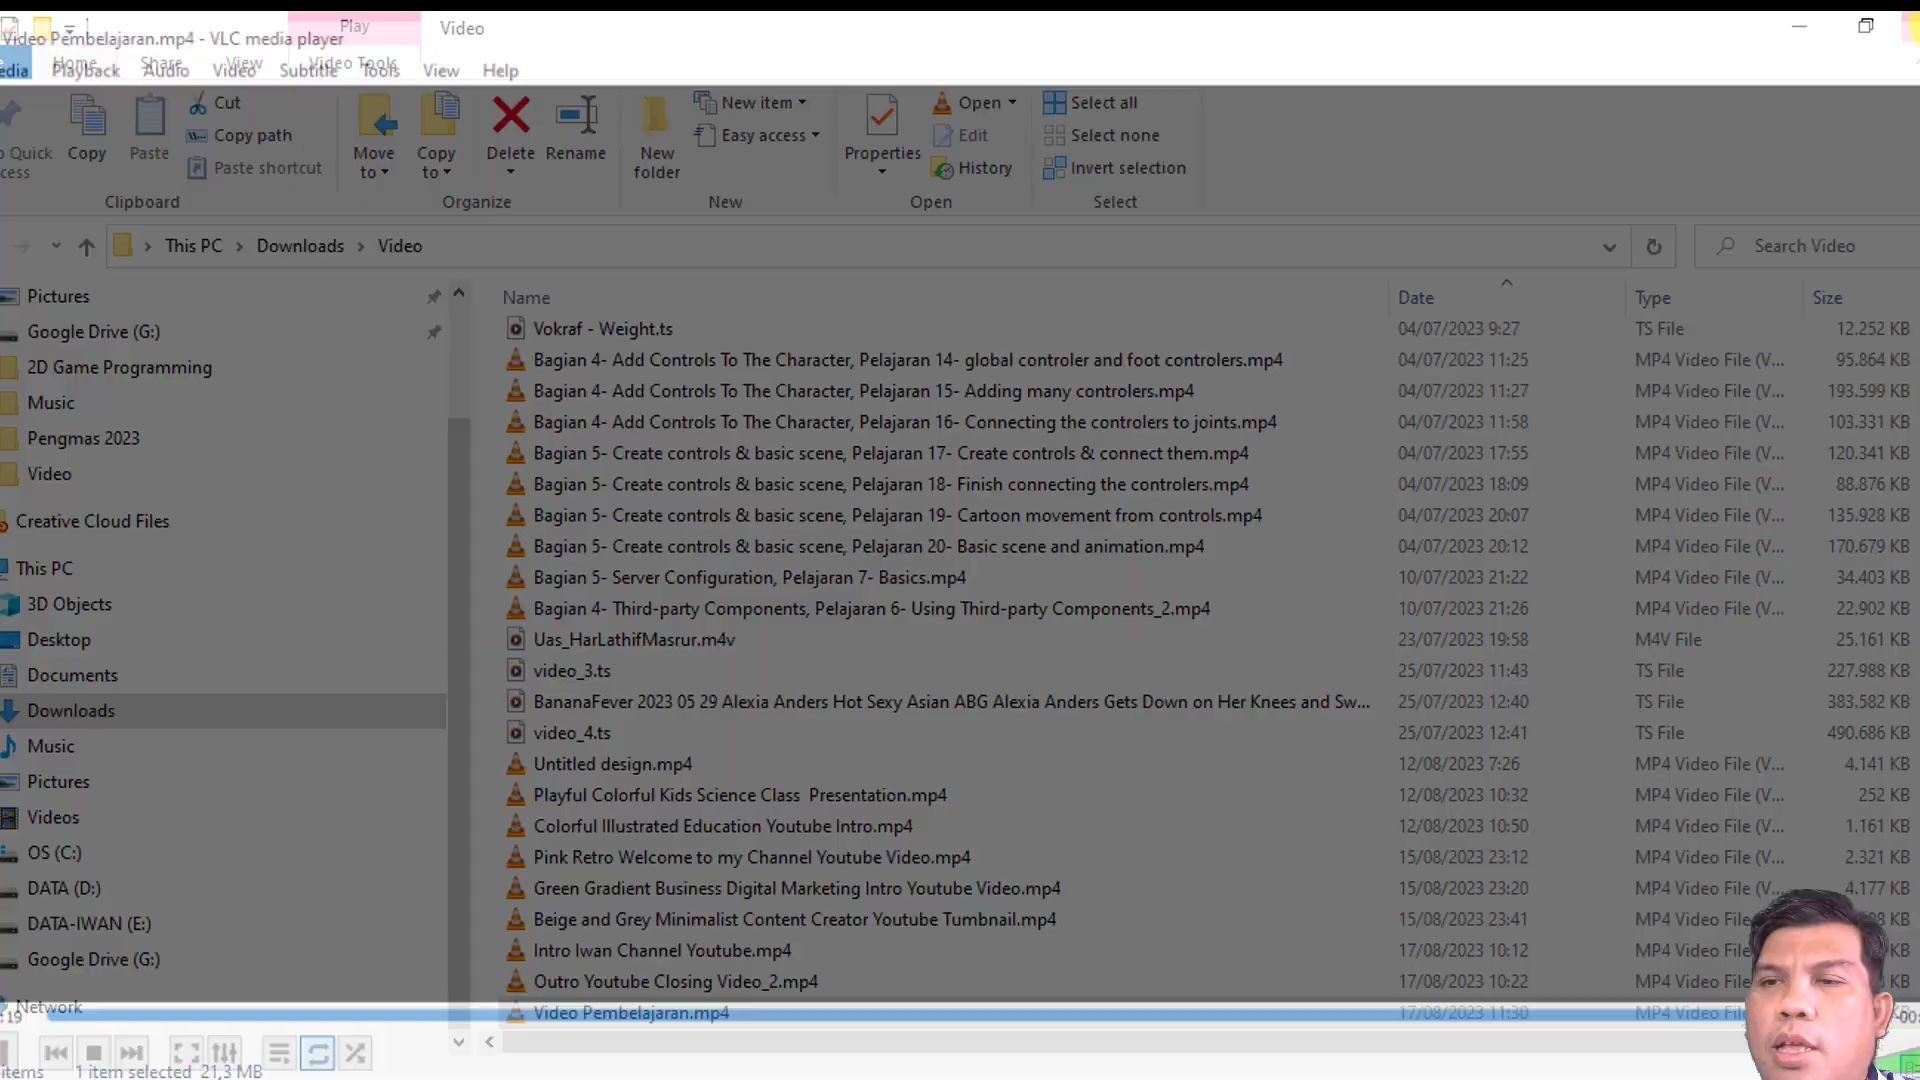 Play
Video
Video Pembelajaran.mp4 - VLC media player
Home
Share
View
Video Tools
edia
Playback
Audio
Video
Subtitle
Tools
View
Help
Cut
Copy path
Paste shortcut
Quick
cess
Copy
Paste
Move to
Copy to
Delete
Rename
New folder
New item
Easy access
Properties
Open
Edit
History
Select all
Select none
Invert selection
Clipboard
Organize
New
Open
Select
This PC > Downloads > Video
Search Video
Pictures
Google Drive (G:)
2D Game Programming
Music
Pengmas 2023
Video
Creative Cloud Files
This PC
3D Objects
Desktop
Documents
Downloads
Music
Pictures
Videos
OS (C:)
DATA (D:)
DATA-IWAN (E:)
Google Drive (G:)
Network
Name Date Type Size
Vokraf - Weight.ts 04/07/2023 9:27 TS File 12.252 KB
Bagian 4- Add Controls To The Character, Pelajaran 14- global controler and foot controlers.mp4 04/07/2023 11:25 MP4 Video File (V... 95.864 KB
Bagian 4- Add Controls To The Character, Pelajaran 15- Adding many controlers.mp4 04/07/2023 11:27 MP4 Video File (V... 193.599 KB
Bagian 4- Add Controls To The Character, Pelajaran 16- Connecting the controlers to joints.mp4 04/07/2023 11:58 MP4 Video File (V... 103.331 KB
Bagian 5- Create controls & basic scene, Pelajaran 17- Create controls & connect them.mp4 04/07/2023 17:55 MP4 Video File (V... 120.341 KB
Bagian 5- Create controls & basic scene, Pelajaran 18- Finish connecting the controlers.mp4 04/07/2023 18:09 MP4 Video File (V... 88.876 KB
Bagian 5- Create controls & basic scene, Pelajaran 19- Cartoon movement from controls.mp4 04/07/2023 20:07 MP4 Video File (V... 135.928 KB
Bagian 5- Create controls & basic scene, Pelajaran 20- Basic scene and animation.mp4 04/07/2023 20:12 MP4 Video File (V... 170.679 KB
Bagian 5- Server Configuration, Pelajaran 7- Basics.mp4 10/07/2023 21:22 MP4 Video File (V... 34.403 KB
Bagian 4- Third-party Components, Pelajaran 6- Using Third-party Components_2.mp4 10/07/2023 21:26 MP4 Video File (V... 22.902 KB
Uas_HarLathifMasrur.m4v 23/07/2023 19:58 M4V File 25.161 KB
video_3.ts 25/07/2023 11:43 TS File 227.988 KB
BananaFever 2023 05 29 Alexia Anders Hot Sexy Asian ABG Alexia Anders Gets Down on Her Knees and Sw... 25/07/2023 12:40 TS File 383.582 KB
video_4.ts 25/07/2023 12:41 TS File 490.686 KB
Untitled design.mp4 12/08/2023 7:26 MP4 Video File (V... 4.141 KB
Playful Colorful Kids Science Class Presentation.mp4 12/08/2023 10:32 MP4 Video File (V... 252 KB
Colorful Illustrated Education Youtube Intro.mp4 12/08/2023 10:50 MP4 Video File (V... 1.161 KB
Pink Retro Welcome to my Channel Youtube Video.mp4 15/08/2023 23:12 MP4 Video File (V... 2.321 KB
Green Gradient Business Digital Marketing Intro Youtube Video.mp4 15/08/2023 23:20 MP4 Video File (V... 4.177 KB
Beige and Grey Minimalist Content Creator Youtube Tumbnail.mp4 15/08/2023 23:41 MP4 Video File (V... KB
Intro Iwan Channel Youtube.mp4 17/08/2023 10:12 MP4 Video File (V...
Outro Youtube Closing Video_2.mp4 17/08/2023 10:22 MP4 Video File (V...
Video Pembelajaran.mp4 17/08/2023 11:30 MP4 Video File (V...
:19
00:
items 1 item selected 21,3 MB